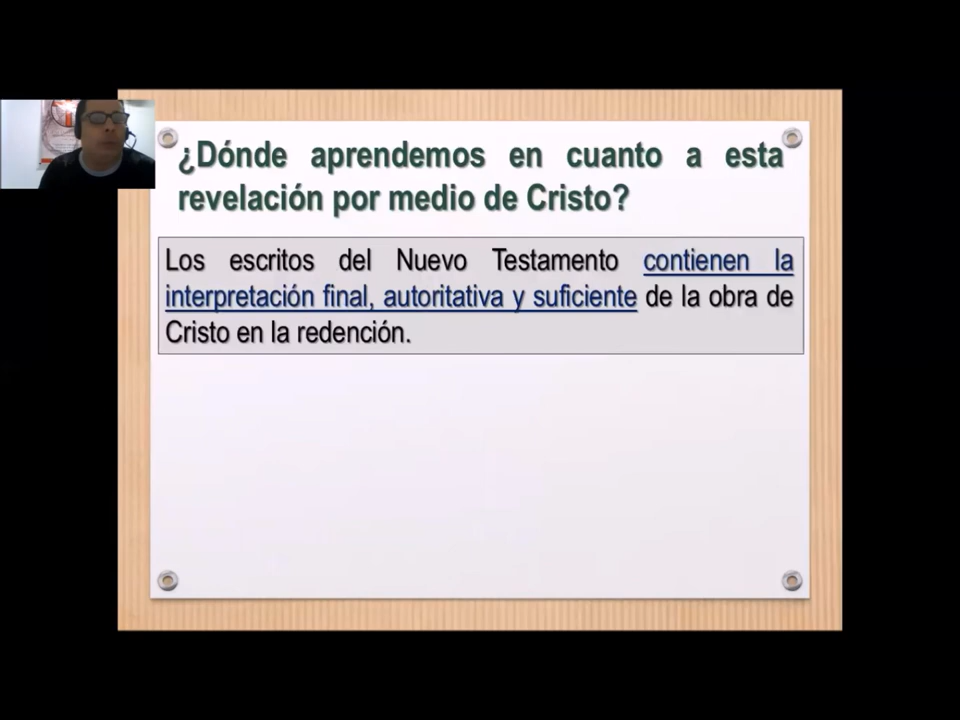 ¿Dónde aprendemos en cuanto a esta
revelación por medio de Cristo?
Los escritos del Nuevo Testamento contienen la
interpretación final, autoritativa y suficiente de la obra de
Cristo en la redención.